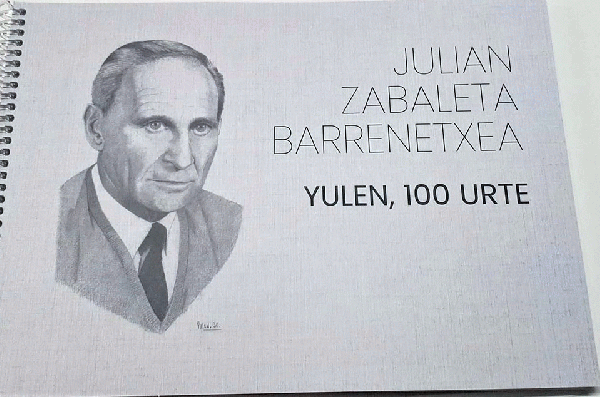 JULIAN
ZABALETA
BARRENETXEA
YULEN, 100 URTE